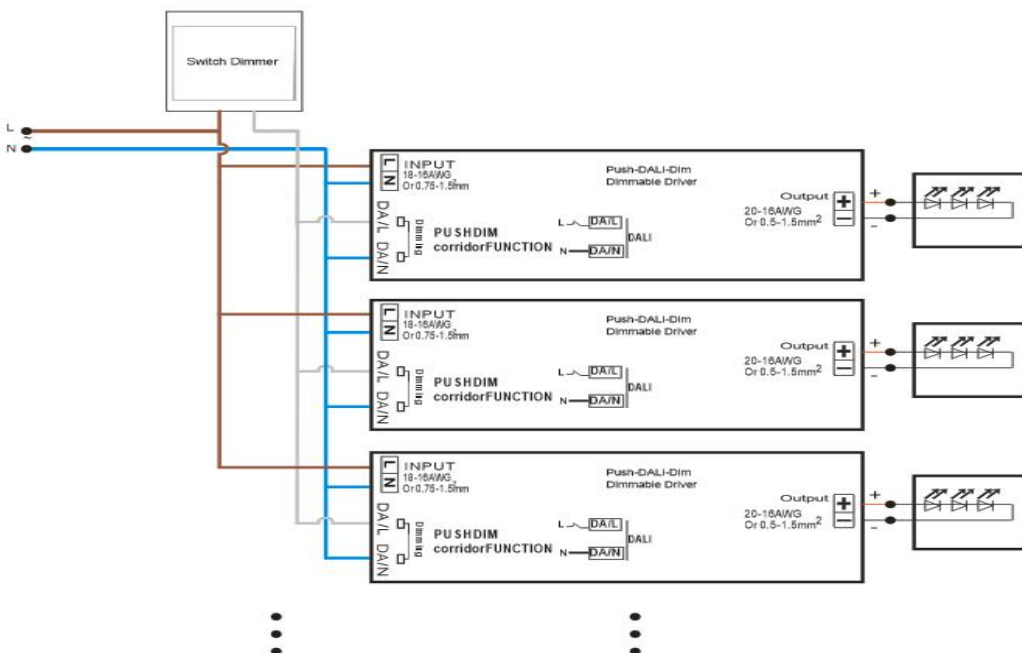 Switch Dimmer
L
~
N
L INPUT
N 18-16AWG
Or 0.75-1.5mm²
DA/L
DA/N
Dimming
PUSHDIM
corridorFUNCTION
Push-DALI-Dim
Dimmable Driver
L DA/L
N DA/N
DALI
Output
20-16AWG
Or 0.5-1.5mm²
+
−
+
-
L INPUT
N 18-16AWG
Or 0.75-1.5mm²
DA/L
DA/N
Dimming
PUSHDIM
corridorFUNCTION
Push-DALI-Dim
Dimmable Driver
L DA/L
N DA/N
DALI
Output
20-16AWG
Or 0.5-1.5mm²
+
−
+
-
L INPUT
N 18-16AWG
Or 0.75-1.5mm²
DA/L
DA/N
Dimming
PUSHDIM
corridorFUNCTION
Push-DALI-Dim
Dimmable Driver
L DA/L
N DA/N
DALI
Output
20-16AWG
Or 0.5-1.5mm²
+
−
+
-